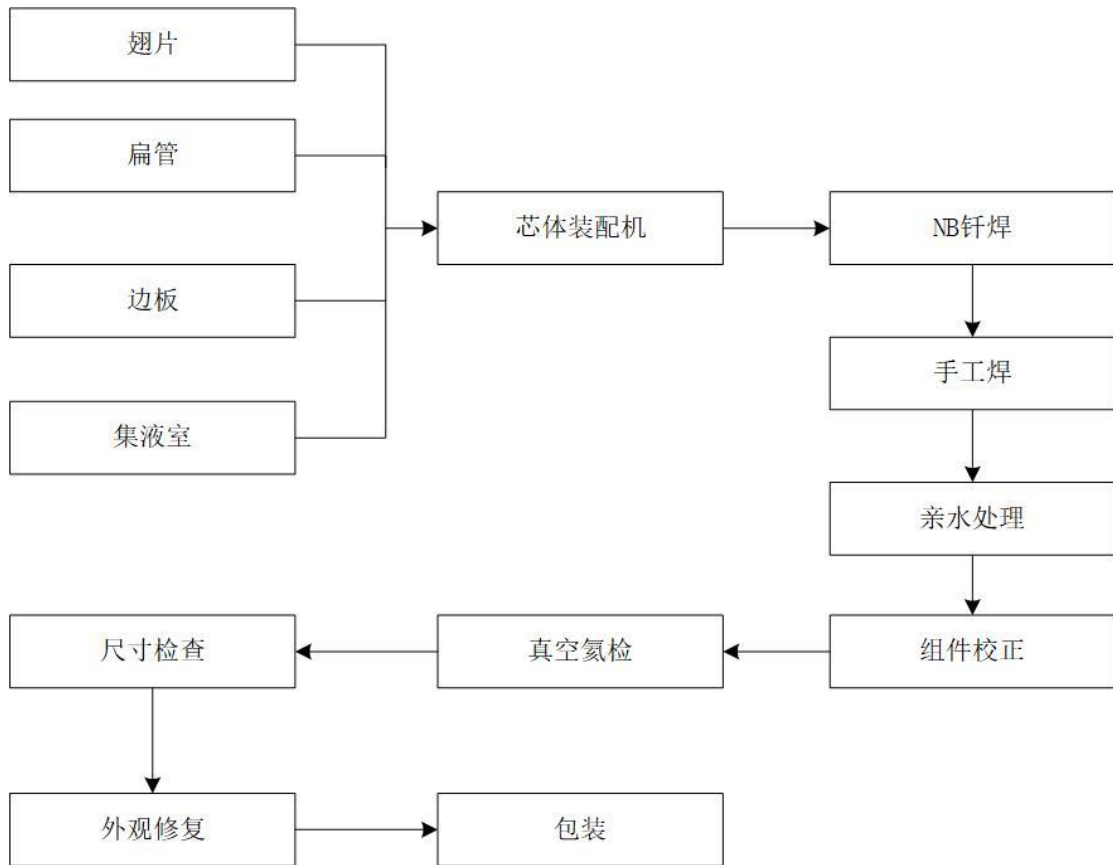 翅片
扁管
边板
集液室
芯体装配机
NB钎焊
手工焊
亲水处理
组件校正
真空氦检
尺寸检查
外观修复
包装